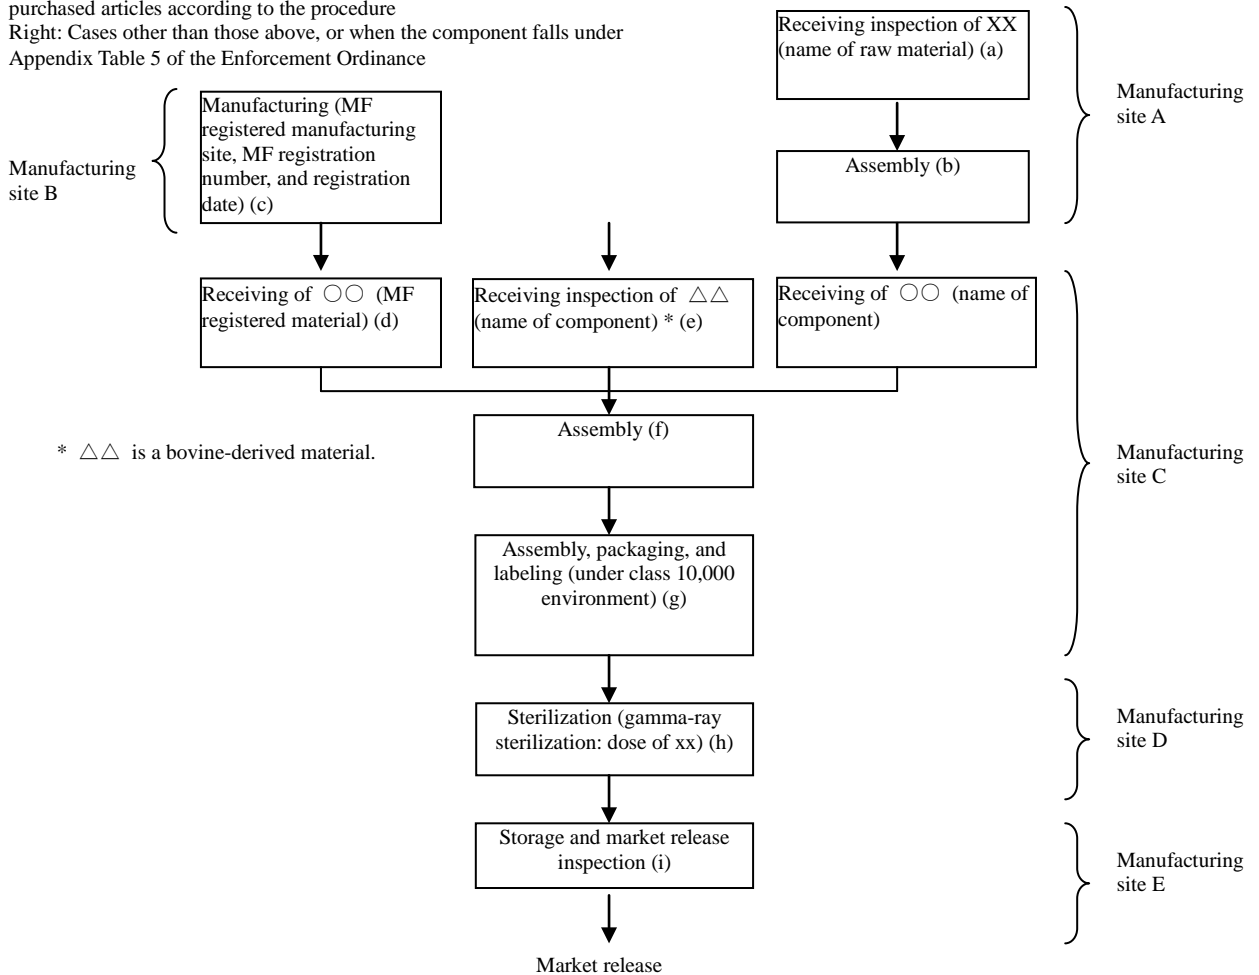 purchased articles according to the procedure
Right: Cases other than those above, or when the component falls under
Appendix Table 5 of the Enforcement Ordinance
Receiving inspection of XX
(name of raw material) (a)
Manufacturing
site A
Assembly (b)
Manufacturing
site B
Manufacturing (MF
registered manufacturing
site, MF registration
number, and registration
date) (c)
Receiving of ○○ (MF
registered material) (d)
Receiving inspection of △△
(name of component) * (e)
Receiving of ○○ (name of
component)
Assembly (f)
* △△ is a bovine-derived material.
Manufacturing
site C
Assembly, packaging, and
labeling (under class 10,000
environment) (g)
Sterilization (gamma-ray
sterilization: dose of xx) (h)
Manufacturing
site D
Storage and market release
inspection (i)
Manufacturing
site E
Market release